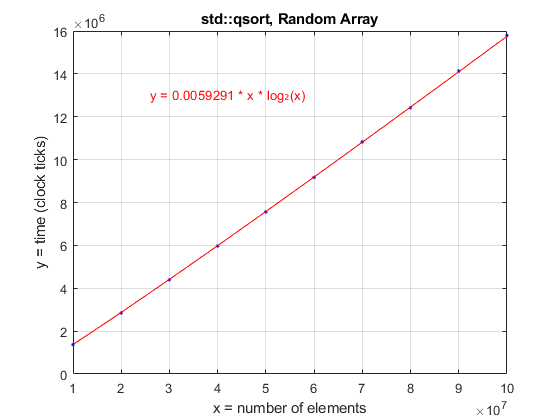 std::qsort, Random Array
×10⁶
16
14
12
10
8
6
4
2
0
y = 0.0059291 * x * log₂(x)
y = time (clock ticks)
1 2 3 4 5 6 7 8 9 10
x = number of elements
×10⁷